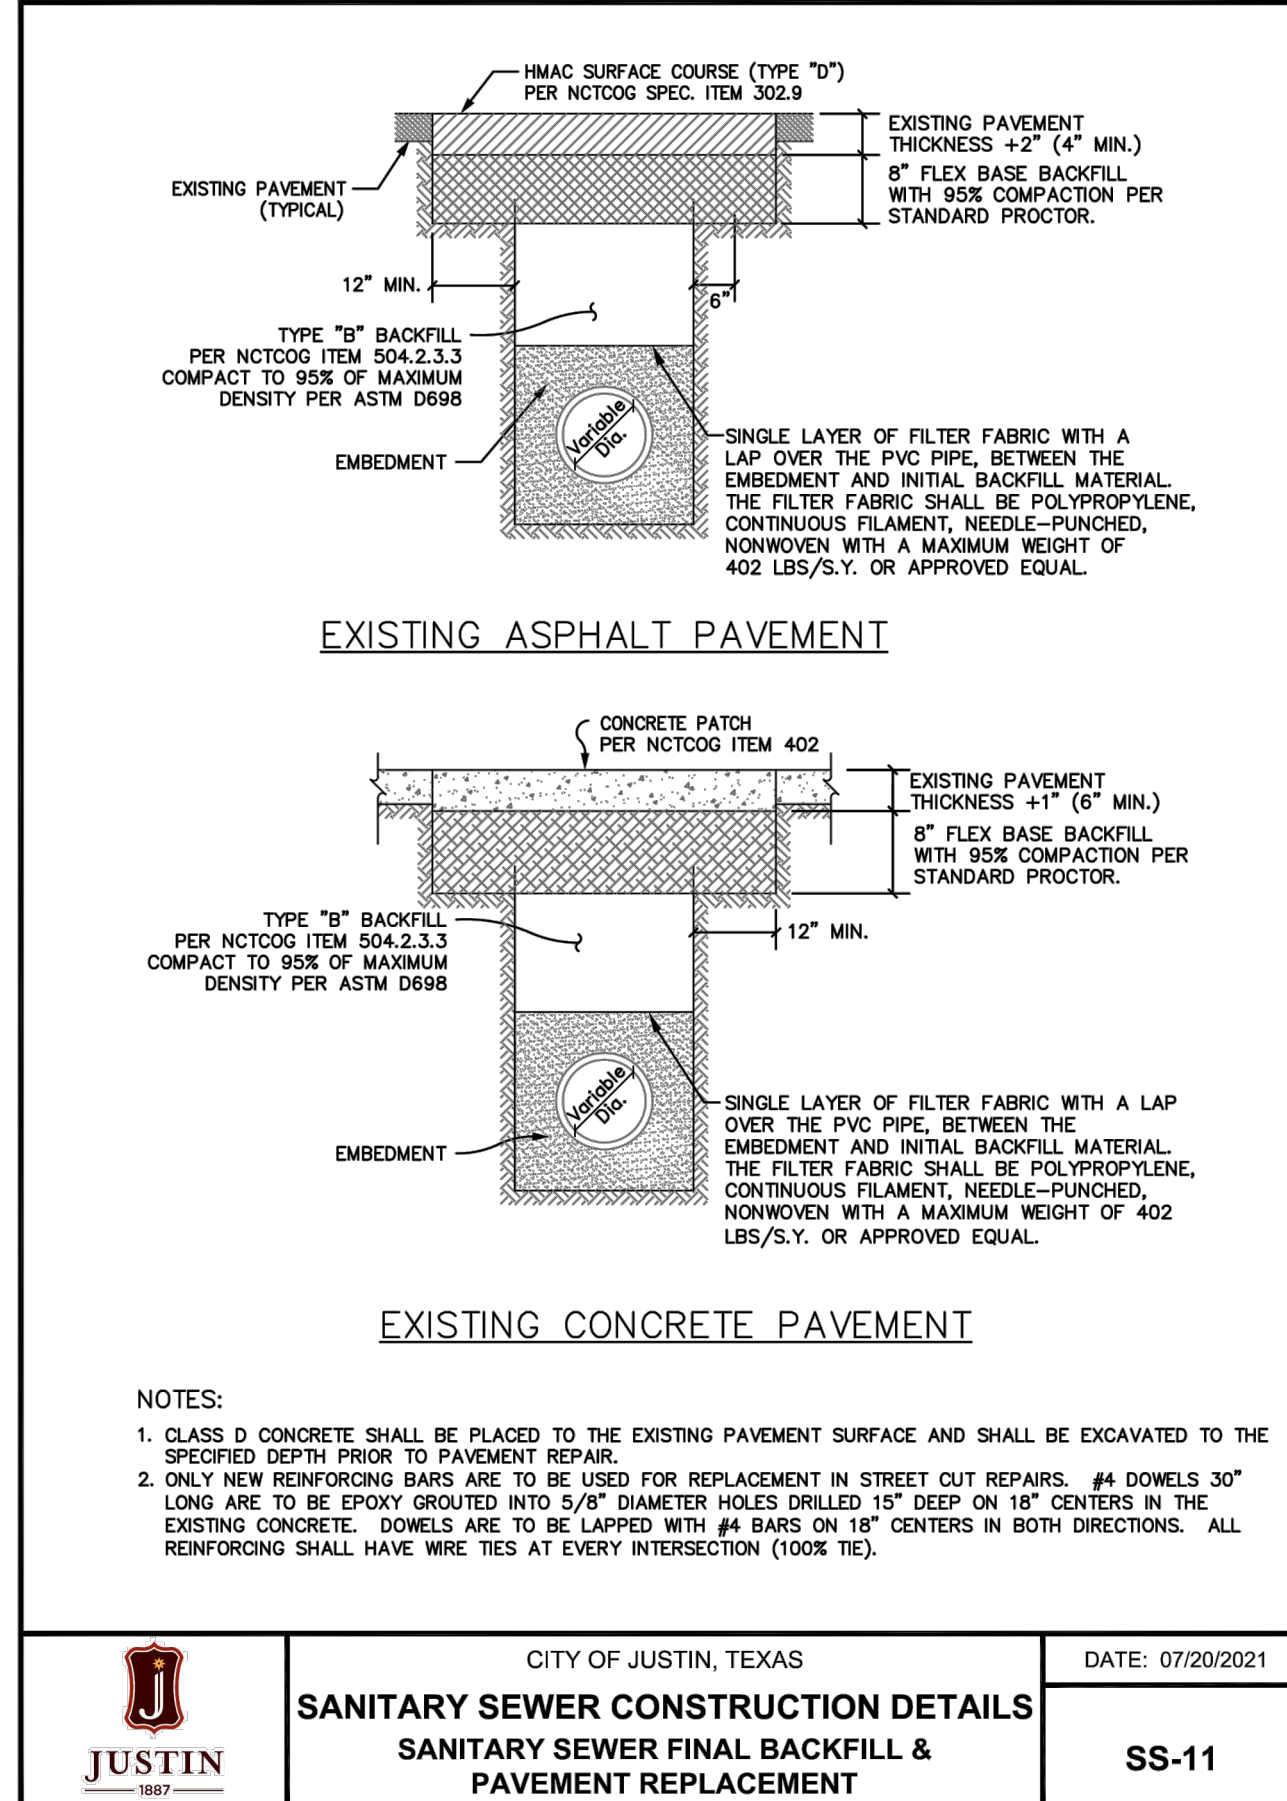 HMAC SURFACE COURSE (TYPE "D")
PER NCTCOG SPEC. ITEM 302.9
EXISTING PAVEMENT
THICKNESS +2" (4" MIN.)
8" FLEX BASE BACKFILL
WITH 95% COMPACTION PER
STANDARD PROCTOR.
EXISTING PAVEMENT
(TYPICAL)
12" MIN.
6"
TYPE "B" BACKFILL
PER NCTCOG ITEM 504.2.3.3
COMPACT TO 95% OF MAXIMUM
DENSITY PER ASTM D698
Variable
Dia.
EMBEDMENT
SINGLE LAYER OF FILTER FABRIC WITH A
LAP OVER THE PVC PIPE, BETWEEN THE
EMBEDMENT AND INITIAL BACKFILL MATERIAL.
THE FILTER FABRIC SHALL BE POLYPROPYLENE,
CONTINUOUS FILAMENT, NEEDLE-PUNCHED,
NONWOVEN WITH A MAXIMUM WEIGHT OF
402 LBS/S.Y. OR APPROVED EQUAL.
EXISTING ASPHALT PAVEMENT
CONCRETE PATCH
PER NCTCOG ITEM 402
EXISTING PAVEMENT
THICKNESS +1" (6" MIN.)
8" FLEX BASE BACKFILL
WITH 95% COMPACTION PER
STANDARD PROCTOR.
TYPE "B" BACKFILL
PER NCTCOG ITEM 504.2.3.3
COMPACT TO 95% OF MAXIMUM
DENSITY PER ASTM D698
12" MIN.
Variable
Dia.
EMBEDMENT
SINGLE LAYER OF FILTER FABRIC WITH A LAP
OVER THE PVC PIPE, BETWEEN THE
EMBEDMENT AND INITIAL BACKFILL MATERIAL.
THE FILTER FABRIC SHALL BE POLYPROPYLENE,
CONTINUOUS FILAMENT, NEEDLE-PUNCHED,
NONWOVEN WITH A MAXIMUM WEIGHT OF 402
LBS/S.Y. OR APPROVED EQUAL.
EXISTING CONCRETE PAVEMENT
NOTES:
1. CLASS D CONCRETE SHALL BE PLACED TO THE EXISTING PAVEMENT SURFACE AND SHALL BE EXCAVATED TO THE
SPECIFIED DEPTH PRIOR TO PAVEMENT REPAIR.
2. ONLY NEW REINFORCING BARS ARE TO BE USED FOR REPLACEMENT IN STREET CUT REPAIRS. #4 DOWELS 30"
LONG ARE TO BE EPOXY GROUTED INTO 5/8" DIAMETER HOLES DRILLED 15" DEEP ON 18" CENTERS IN THE
EXISTING CONCRETE. DOWELS ARE TO BE LAPPED WITH #4 BARS ON 18" CENTERS IN BOTH DIRECTIONS. ALL
REINFORCING SHALL HAVE WIRE TIES AT EVERY INTERSECTION (100% TIE).
J
JUSTIN
1887
CITY OF JUSTIN, TEXAS
SANITARY SEWER CONSTRUCTION DETAILS
SANITARY SEWER FINAL BACKFILL &
PAVEMENT REPLACEMENT
DATE: 07/20/2021
SS-11